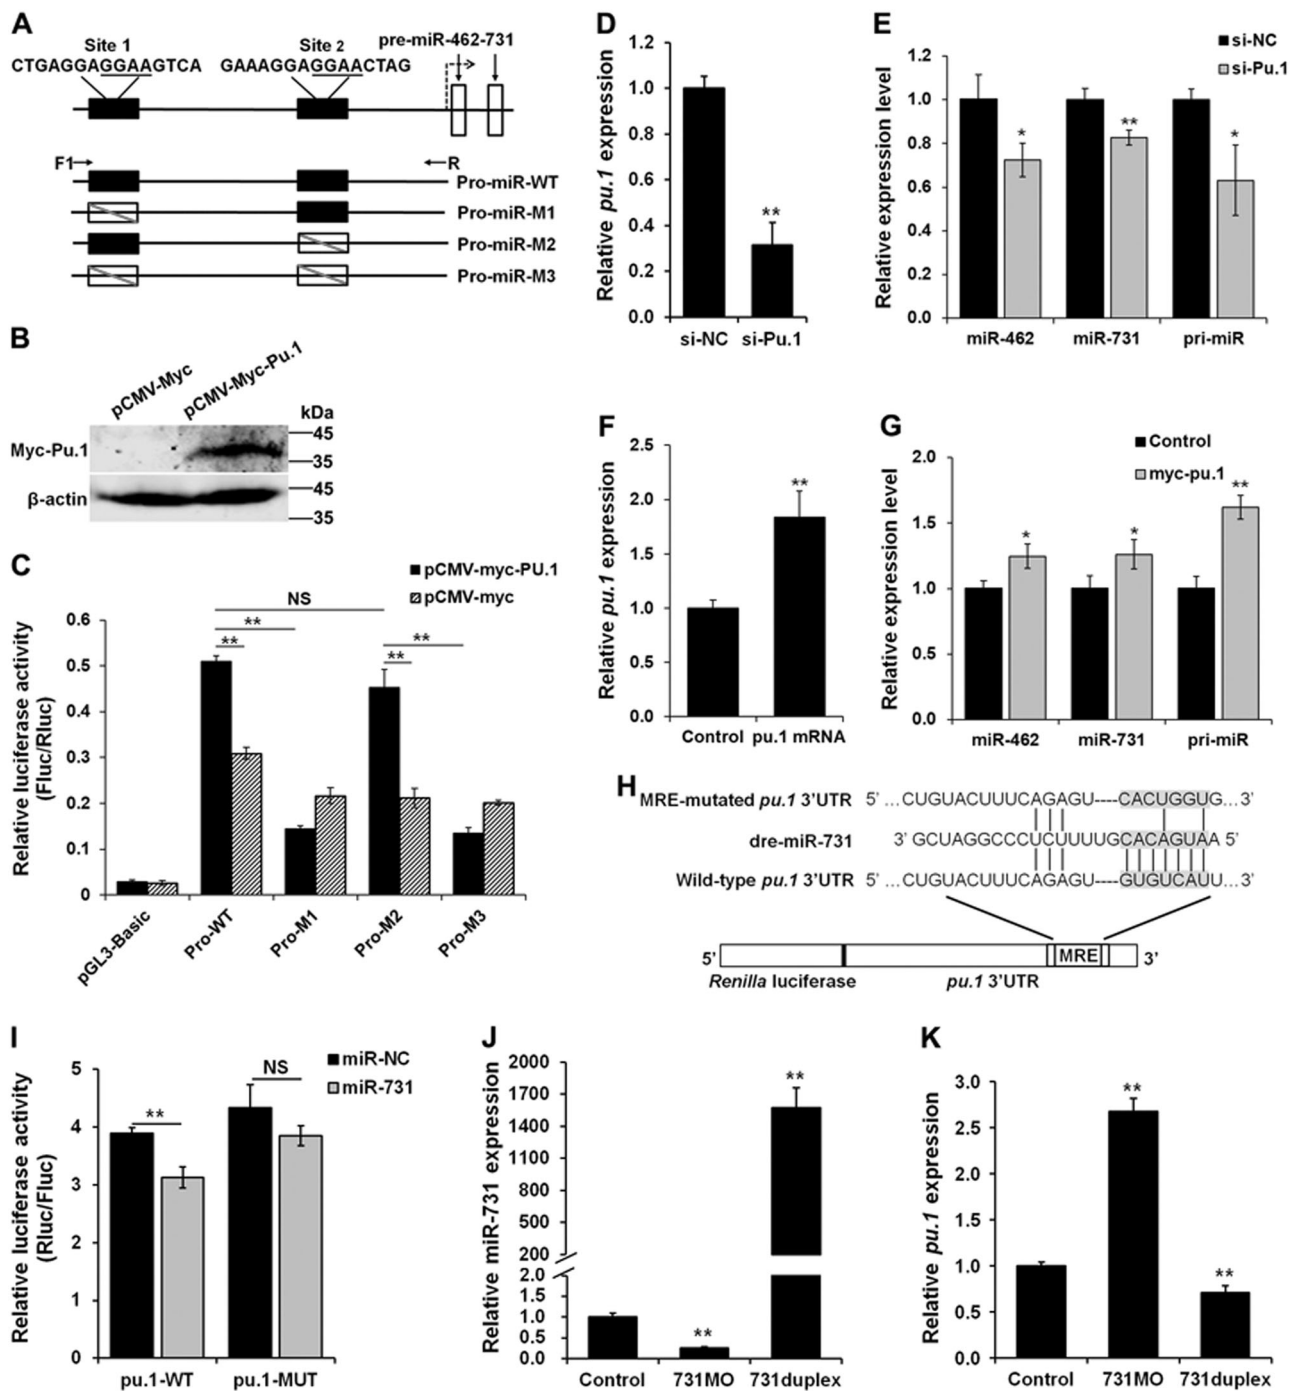 A
Site 1
Site 2
pre-miR-462-731
CTGAGGAGGAAGTCA
GAAAGGAGGAACTAG
F1
R
Pro-miR-WT
Pro-miR-M1
Pro-miR-M2
Pro-miR-M3
B
pCMV-Myc
pCMV-Myc-Pu.1
kDa
Myc-Pu.1
45
35
β-actin
45
35
C
pCMV-myc-PU.1
pCMV-myc
Relative luciferase activity
(Fluc/Rluc)
0.6
0.5
0.4
0.3
0.2
0.1
0
NS
**
**
**
**
pGL3-Basic
Pro-WT
Pro-M1
Pro-M2
Pro-M3
D
Relative pu.1 expression
1.2
1.0
0.8
0.6
0.4
0.2
0.0
**
si-NC
si-Pu.1
E
si-NC
si-Pu.1
Relative expression level
1.2
1.0
0.8
0.6
0.4
0.2
0.0
*
**
*
miR-462
miR-731
pri-miR
F
Relative pu.1 expression
2.5
2.0
1.5
1.0
0.5
0.0
**
Control
pu.1 mRNA
G
Control
myc-pu.1
Relative expression level
2.0
1.5
1.0
0.5
0.0
*
*
**
miR-462
miR-731
pri-miR
H
MRE-mutated pu.1 3’UTR 5’ ...CUGUACUUUCAGAGU----CACUGGUG...3’
dre-miR-731 3’ GCUAGGCCCUCUUUUGCACAGUAA 5’
Wild-type pu.1 3’UTR 5’ ...CUGUACUUUCAGAGU----GUGUCAUU...3’
5’
MRE
3’
Renilla luciferase
pu.1 3’UTR
I
miR-NC
miR-731
Relative luciferase activity
(Rluc/Fluc)
5
4
3
2
1
0
**
NS
pu.1-WT
pu.1-MUT
J
Relative miR-731 expression
2000
1700
1400
1100
800
500
200
2.0
1.5
1.0
0.5
0.0
**
**
Control
731MO
731duplex
K
Relative pu.1 expression
3.0
2.5
2.0
1.5
1.0
0.5
0.0
**
**
Control
731MO
731duplex